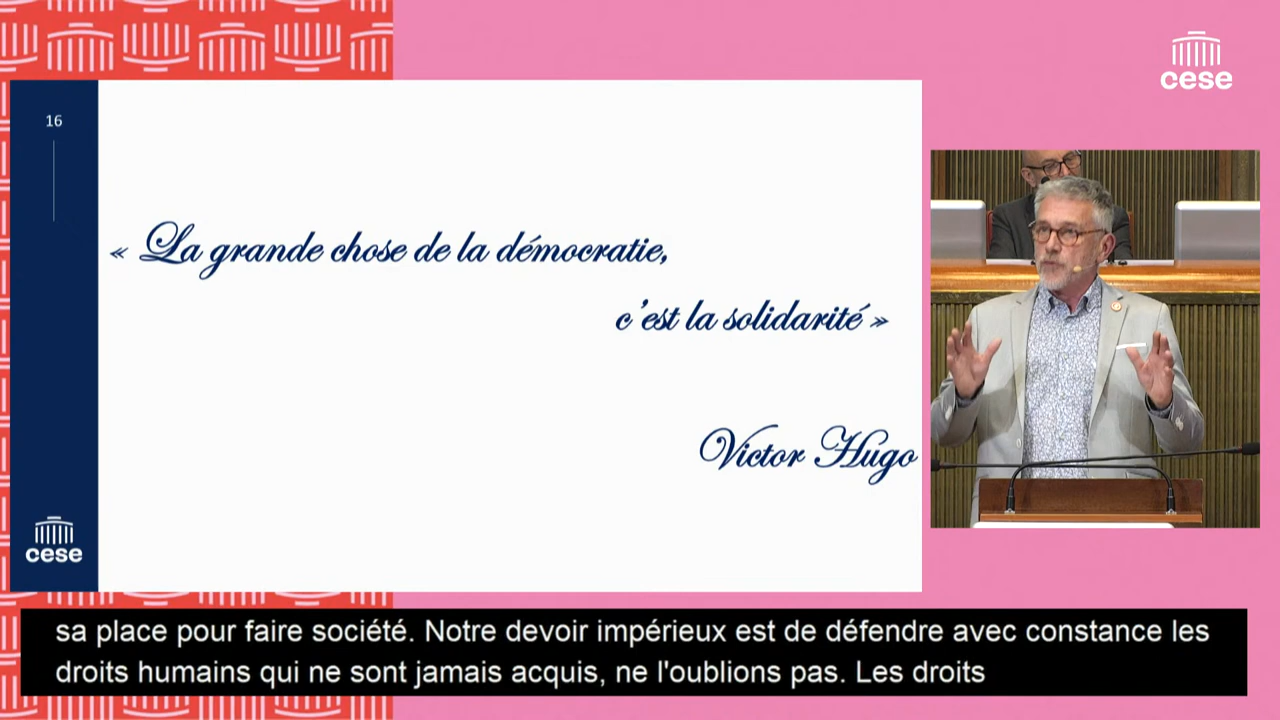 cese
16
« La grande chose de la démocratie,
c'est la solidarité »
Victor Hugo
cese
sa place pour faire société. Notre devoir impérieux est de défendre avec constance les
droits humains qui ne sont jamais acquis, ne l'oublions pas. Les droits